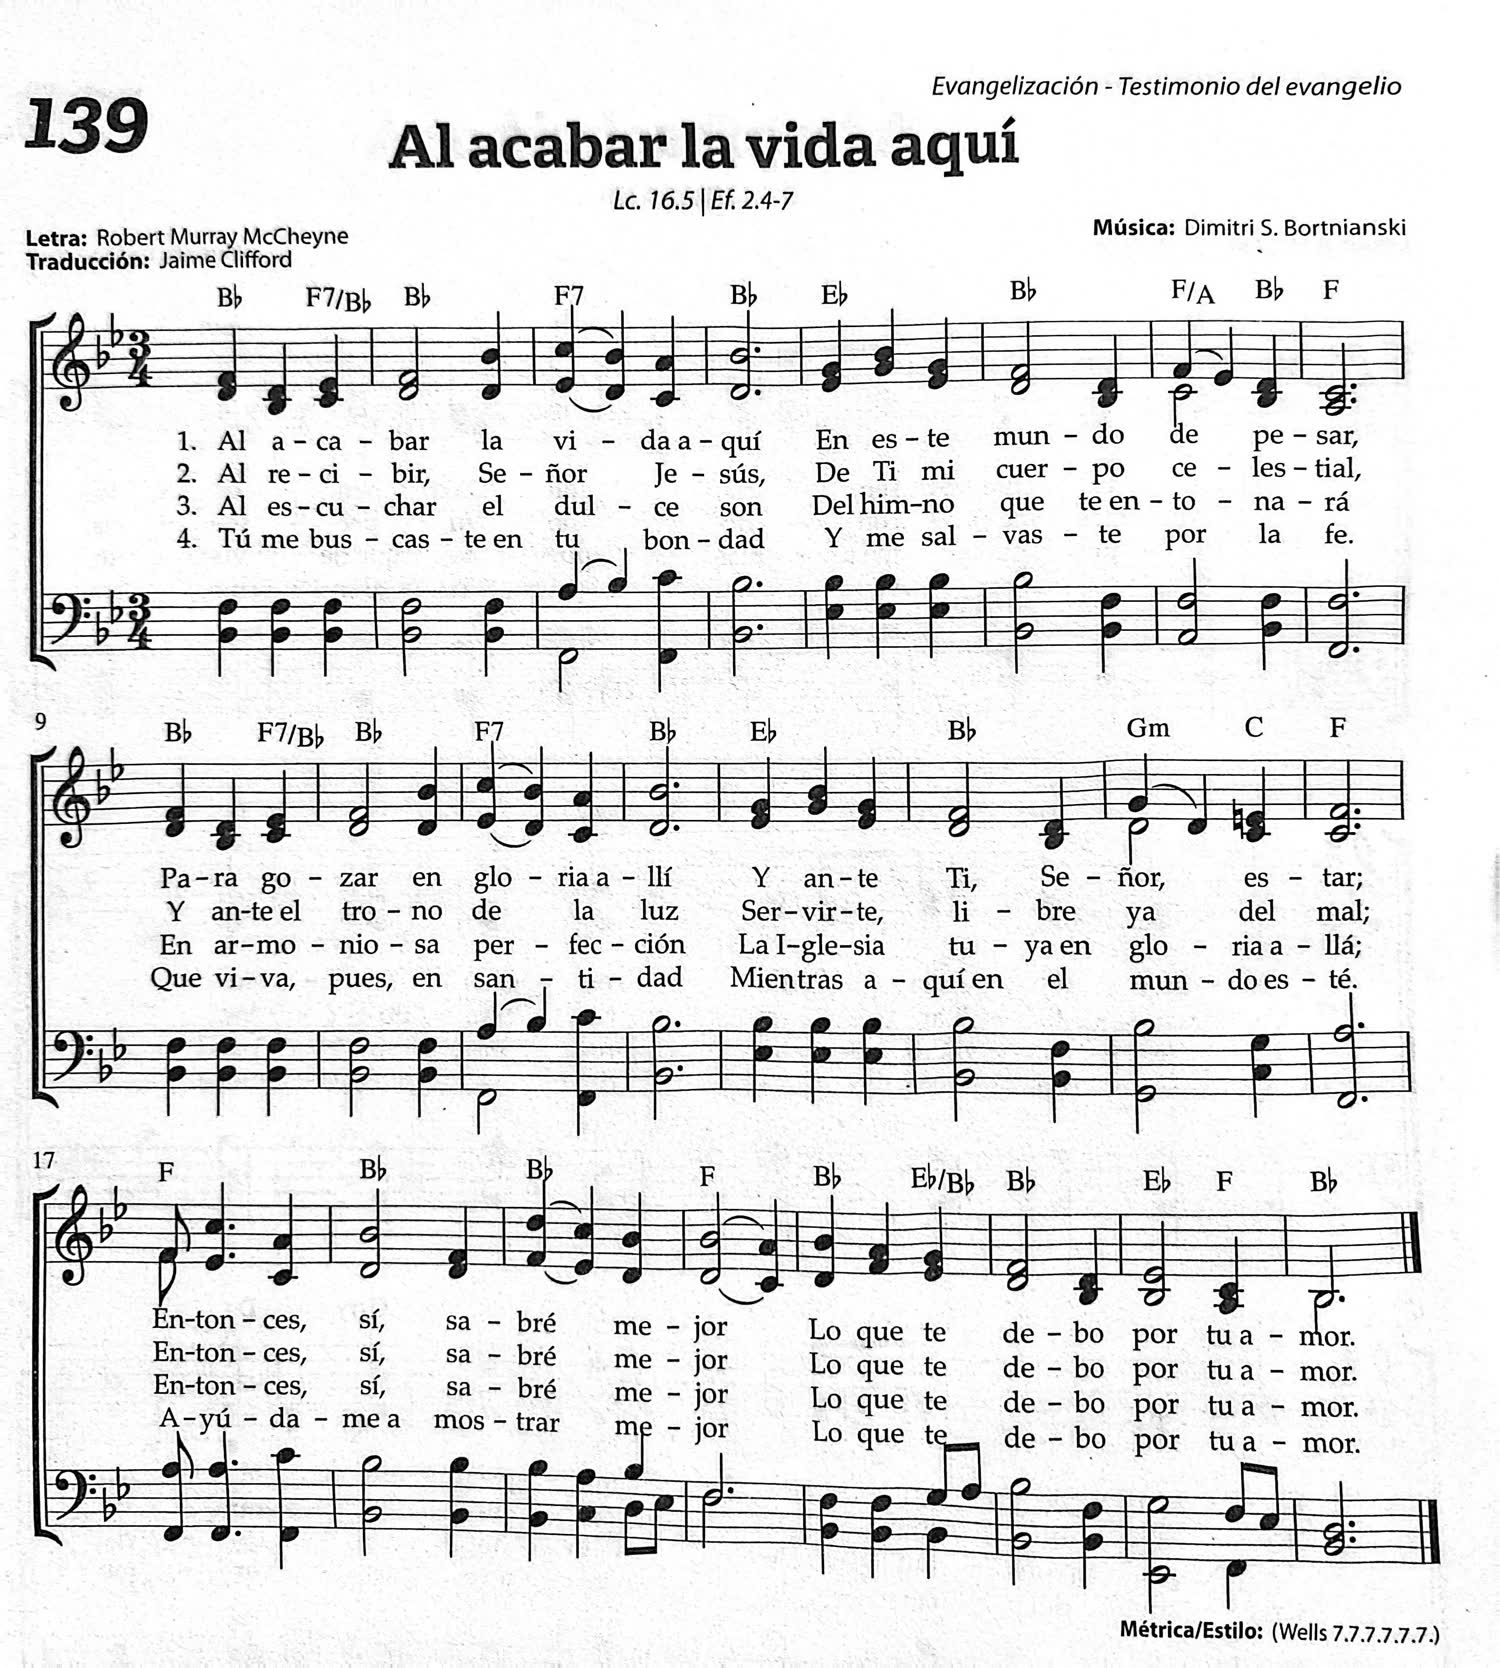 Evangelización - Testimonio del evangelio
139
Al acabar la vida aquí
Lc. 16.5 | Ef. 2.4-7
Letra: Robert Murray McCheyne
Traducción: Jaime Clifford
Música: Dimitri S. Bortnianski
B♭ F7/B♭ B♭ F7 B♭ E♭ B♭ F/A B♭ F
3 4
1. Al a – ca – bar la vi – da a – quí En es – te mun – do de pe – sar,
2. Al re – ci – bir, Se – ñor Je – sús, De Ti mi cuer – po ce – les – tial,
3. Al es – cu – char el dul – ce son Del him – no que te en – to – na – rá
4. Tú me bus – cas – te en tu bon – dad Y me sal – vas – te por la fe.
3 4
9
B♭ F7/B♭ B♭ F7 B♭ E♭ B♭ Gm C F
Pa – ra go – zar en glo – ria a – llí Y an – te Ti, Se – ñor, es – tar;
Y an-te el tro – no de la luz Ser – vir – te, li – bre ya del mal;
En ar – mo – nio – sa per – fec – ción La I – gle – sia tu – ya en glo – ria a – llá;
Que vi – va, pues, en san – ti – dad Mientras a – quí en el mun – do es – té.
17
F B♭ B♭ F B♭ E♭/B♭ B♭ E♭ F B♭
En-ton – ces, sí, sa – bré me – jor Lo que te de – bo por tu a – mor.
En-ton – ces, sí, sa – bré me – jor Lo que te de – bo por tu a – mor.
En-ton – ces, sí, sa – bré me – jor Lo que te de – bo por tu a – mor.
A – yú – da – me a mos – trar me – jor Lo que te de – bo por tu a – mor.
Métrica/Estilo: (Wells 7.7.7.7.7.7.)